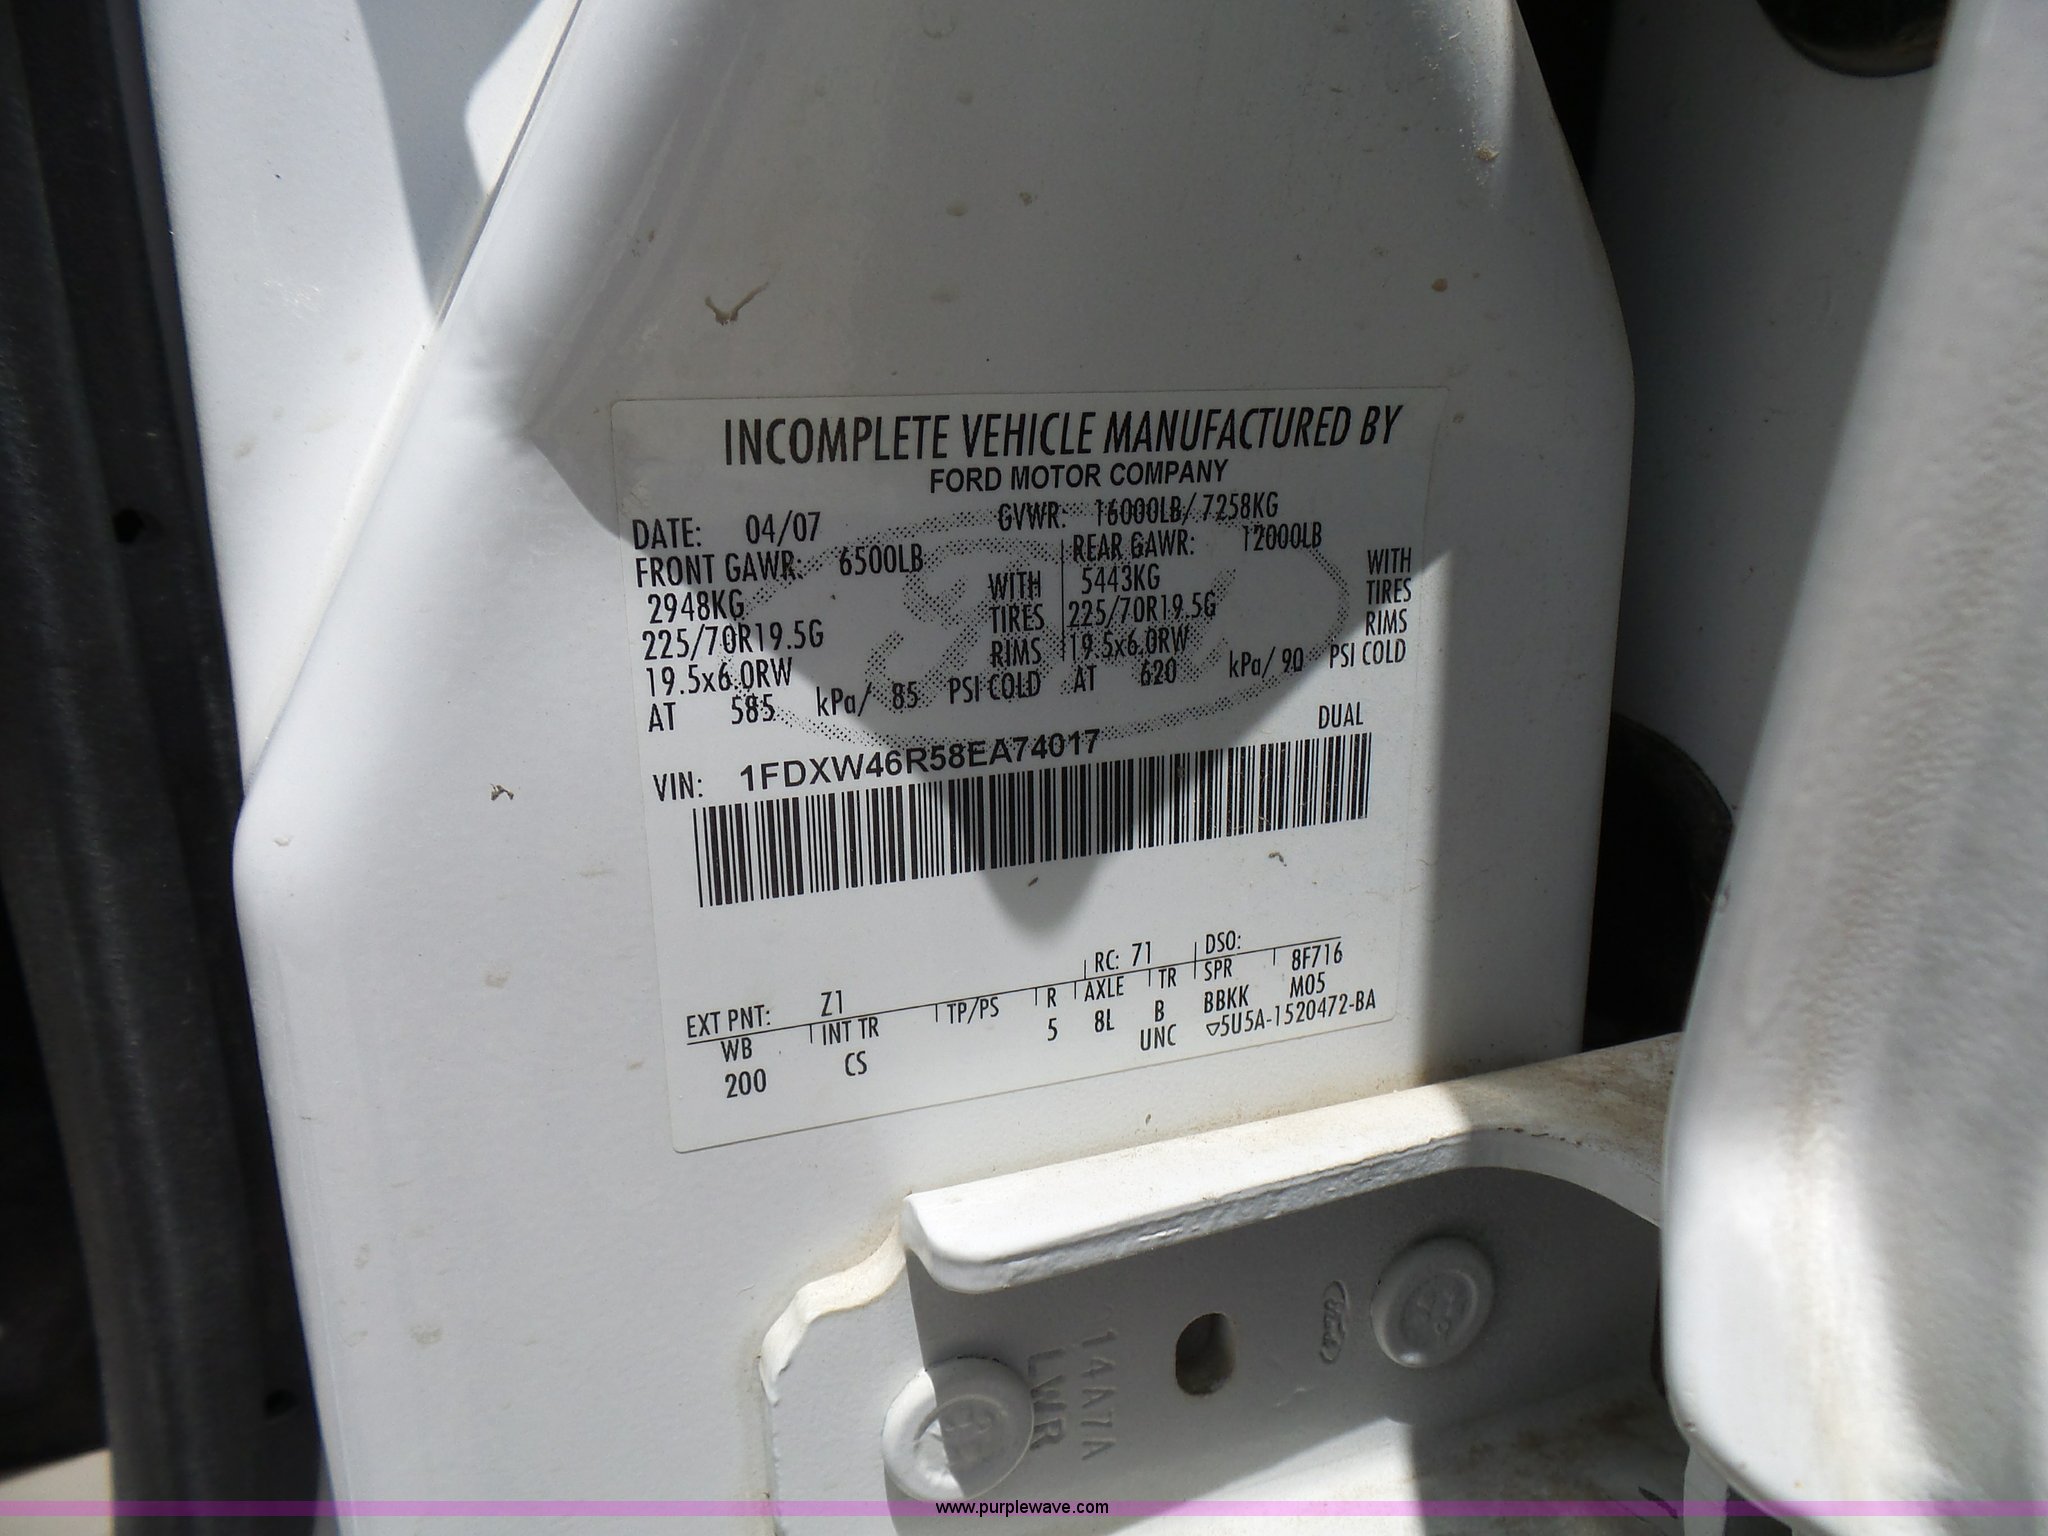 INCOMPLETE VEHICLE MANUFACTURED BY
FORD MOTOR COMPANY
DATE: 04/07 GVWR: 16000LB/ 7258KG
FRONT GAWR: 6500LB REAR GAWR: 12000LB
2948KG WITH 5443KG WITH
225/70R19.5G TIRES 225/70R19.5G TIRES
19.5x6.0RW RIMS 19.5x6.0RW RIMS
AT 585 kPa/ 85 PSI COLD AT 620 kPa/ 90 PSI COLD
VIN: 1FDXW46R58EA74017 DUAL
RC: 71 DSO:
EXT PNT: Z1 8F716
WB INT TR TP/PS R AXLE TR SPR M05
200 CS 5 8L B BBKK
UNC ▽5U5A-1520472-BA
14A7A
LWR
www.purplewave.com